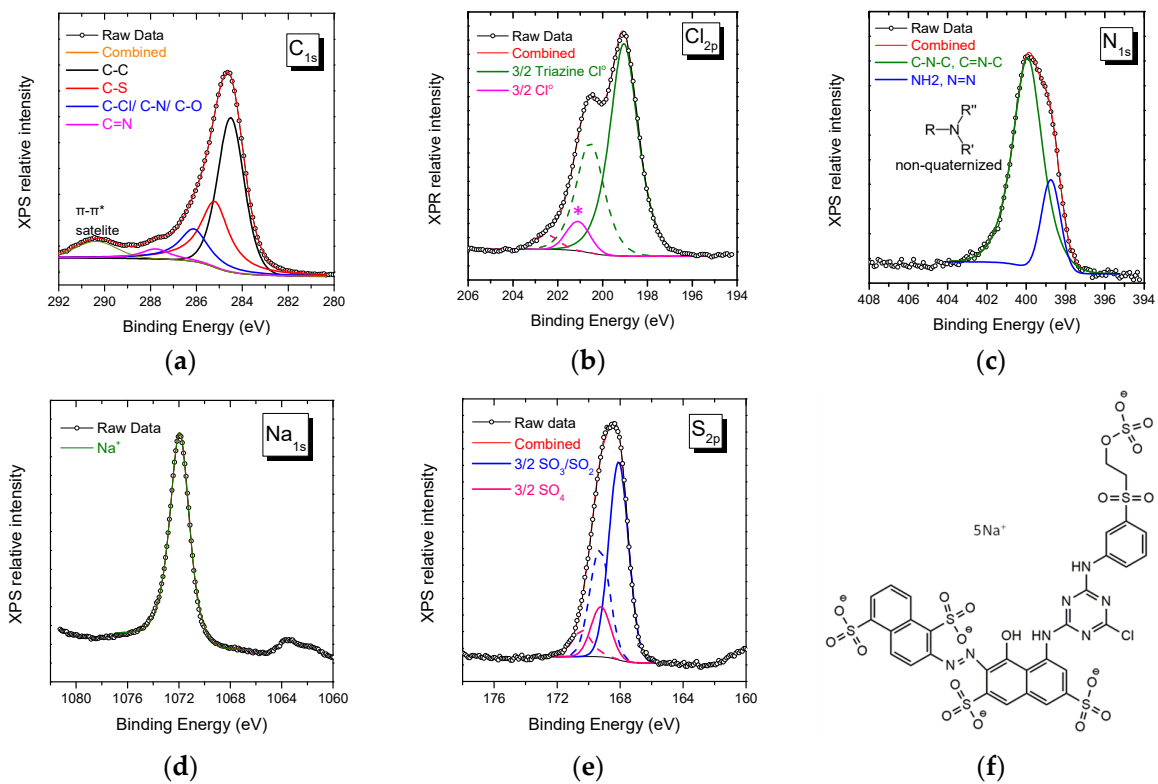 C1s
Raw Data
Combined
C-C
C-S
C-Cl/ C-N/ C-O
C=N
π-π*
satelite
XPS relative intensity
292 290 288 286 284 282 280
Binding Energy (eV)
(a)
Cl2p
Raw Data
Combined
3/2 Triazine Cl°
3/2 Cl°
*
XPR relative intensity
206 204 202 200 198 196 194
Binding Energy (eV)
(b)
N1s
Raw Data
Combined
C-N-C, C=N-C
NH2, N=N
R"
R N
R'
non-quaternized
XPS relative intensity
408 406 404 402 400 398 396 394
Binding Energy (eV)
(c)
Na1s
Raw Data
Na+
XPS relative intensity
1080 1076 1072 1068 1064 1060
Binding Energy (eV)
(d)
S2p
Raw data
Combined
3/2 SO3/SO2
3/2 SO4
XPS relative intensity
176 172 168 164 160
Binding Energy (eV)
(e)
⊖
O O
S
O O
O S O
5Na+
HN
N N
N Cl
⊖ ⊖
O O
O S S O
O O OH HN
N N
O O
O S S O
O O
⊖ ⊖
(f)